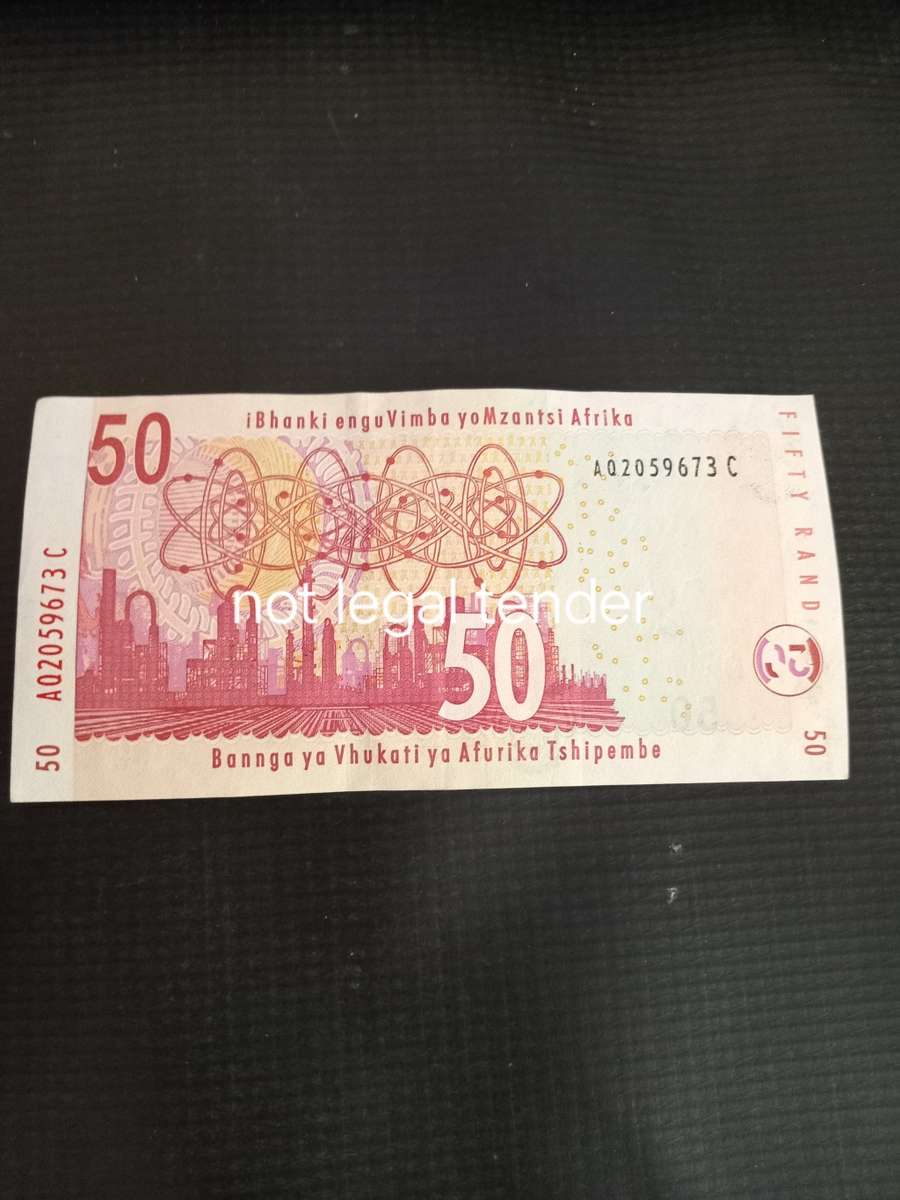 50
iBhanki enguVimba yoMzantsi Afrika
AQ2059673 C
FIFTY RAND
AQ2059673 C
not legal tender
50
50
Bannga ya Vhukati ya Afurika Tshipembe
50